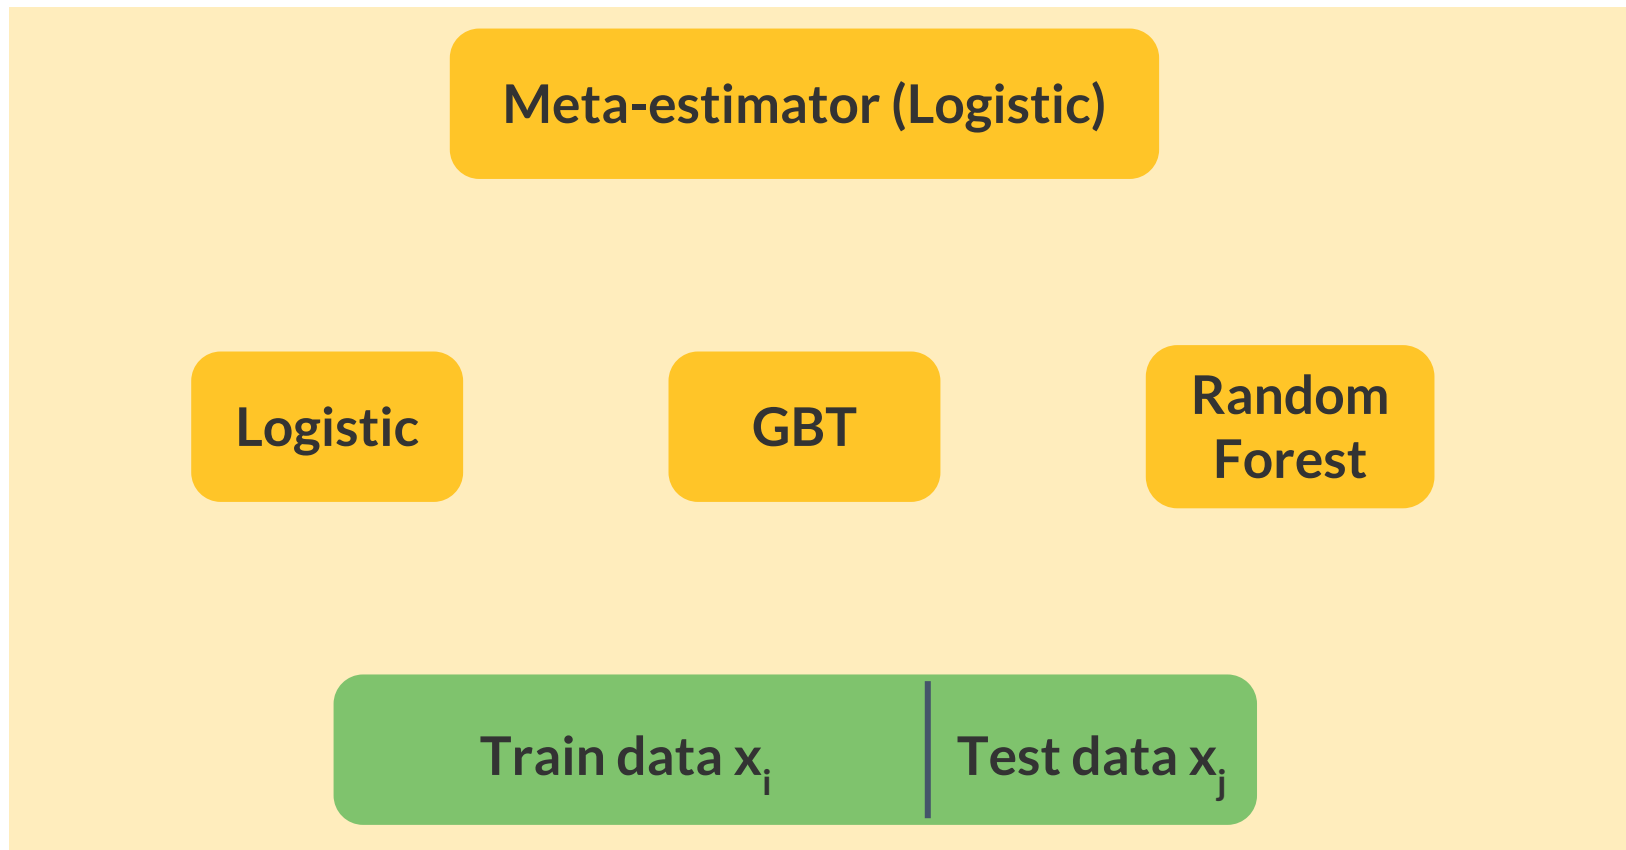 Meta-estimator (Logistic)
Logistic
GBT
Random
Forest
Train data xᵢ
Test data xⱼ